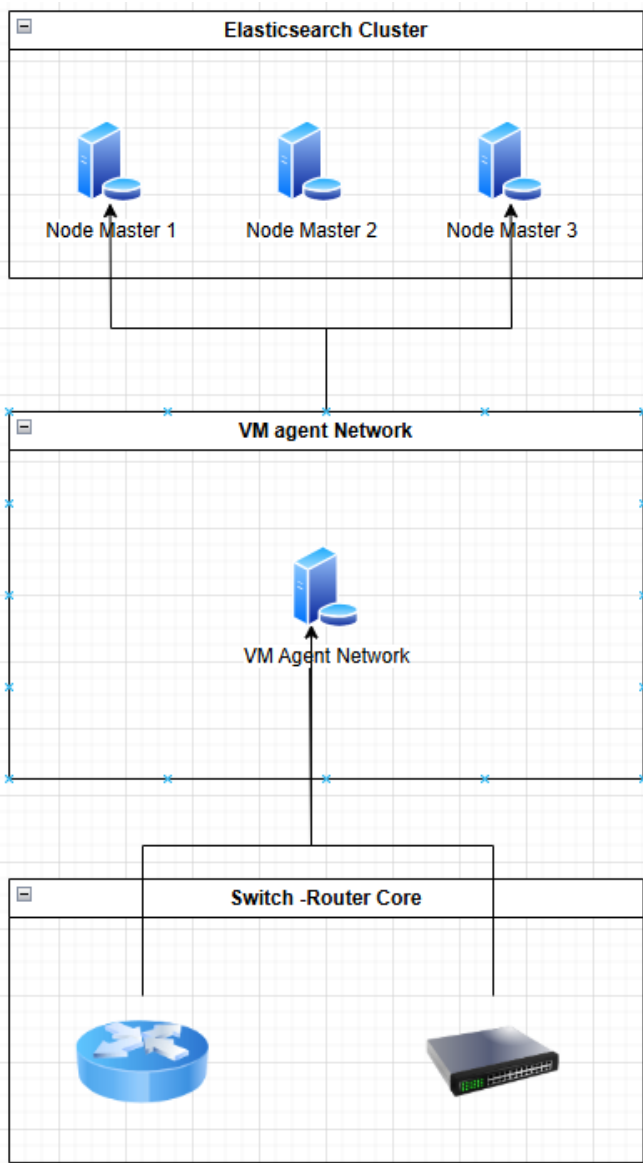 Elasticsearch Cluster
Node Master 1
Node Master 2
Node Master 3
VM agent Network
VM Agent Network
Switch -Router Core